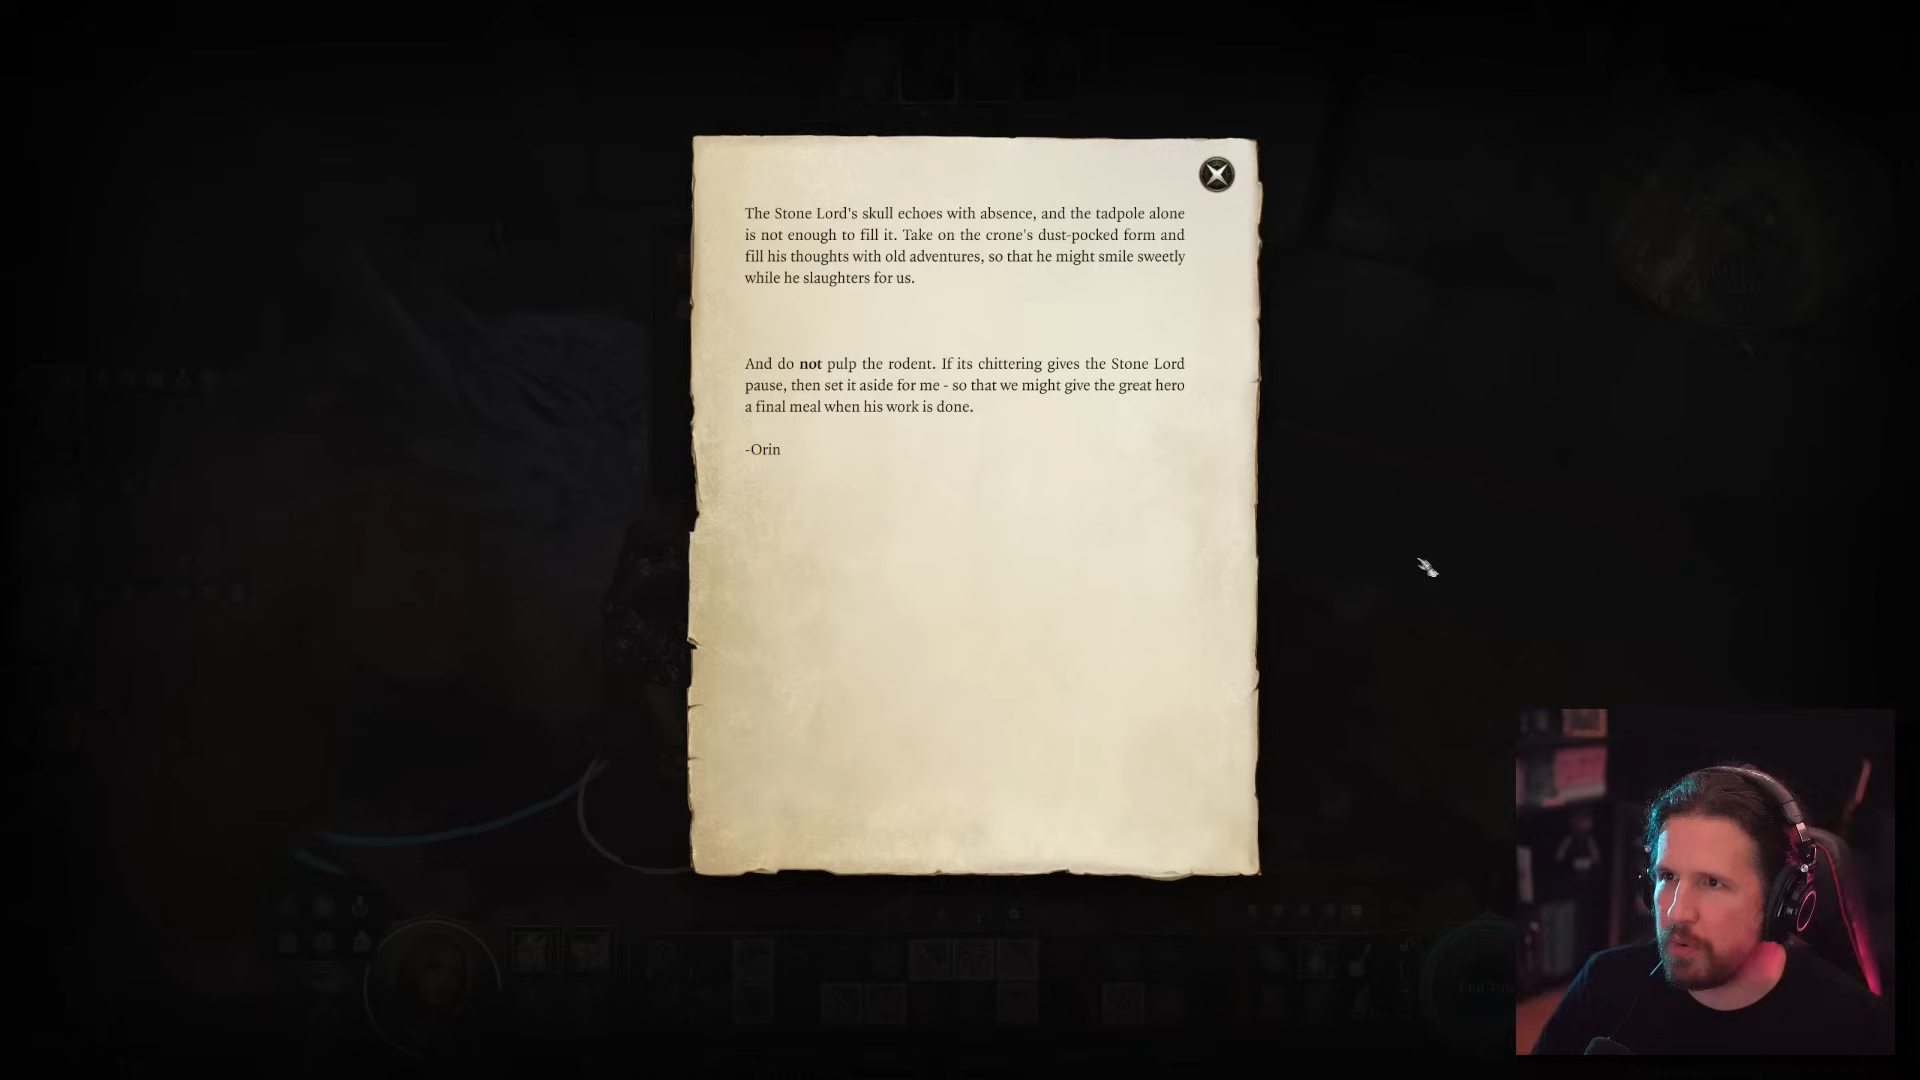 The Stone Lord's skull echoes with absence, and the tadpole alone
is not enough to fill it. Take on the crone's dust-pocked form and
fill his thoughts with old adventures, so that he might smile sweetly
while he slaughters for us.
And do not pulp the rodent. If its chittering gives the Stone Lord
pause, then set it aside for me - so that we might give the great hero
a final meal when his work is done.
-Orin